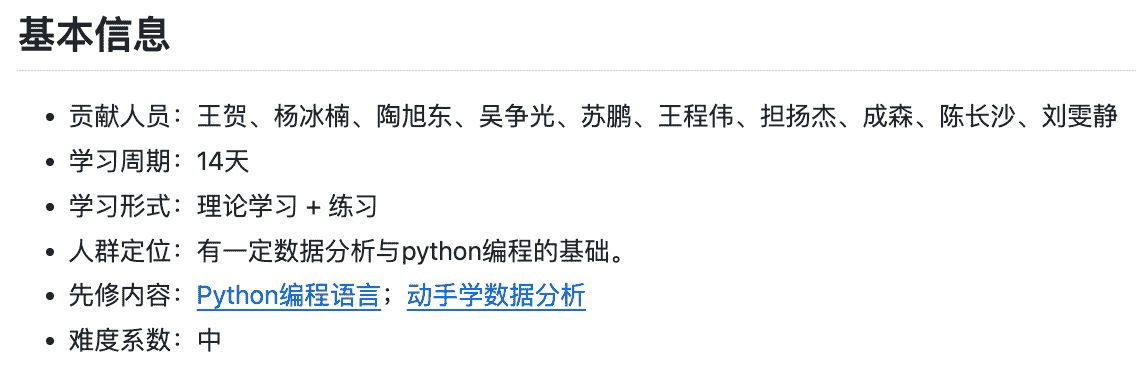 基本信息
• 贡献人员：王贺、杨冰楠、陶旭东、吴争光、苏鹏、王程伟、担扬杰、成森、陈长沙、刘雯静
• 学习周期：14天
• 学习形式：理论学习 + 练习
• 人群定位：有一定数据分析与python编程的基础。
• 先修内容：Python编程语言；动手学数据分析
• 难度系数：中